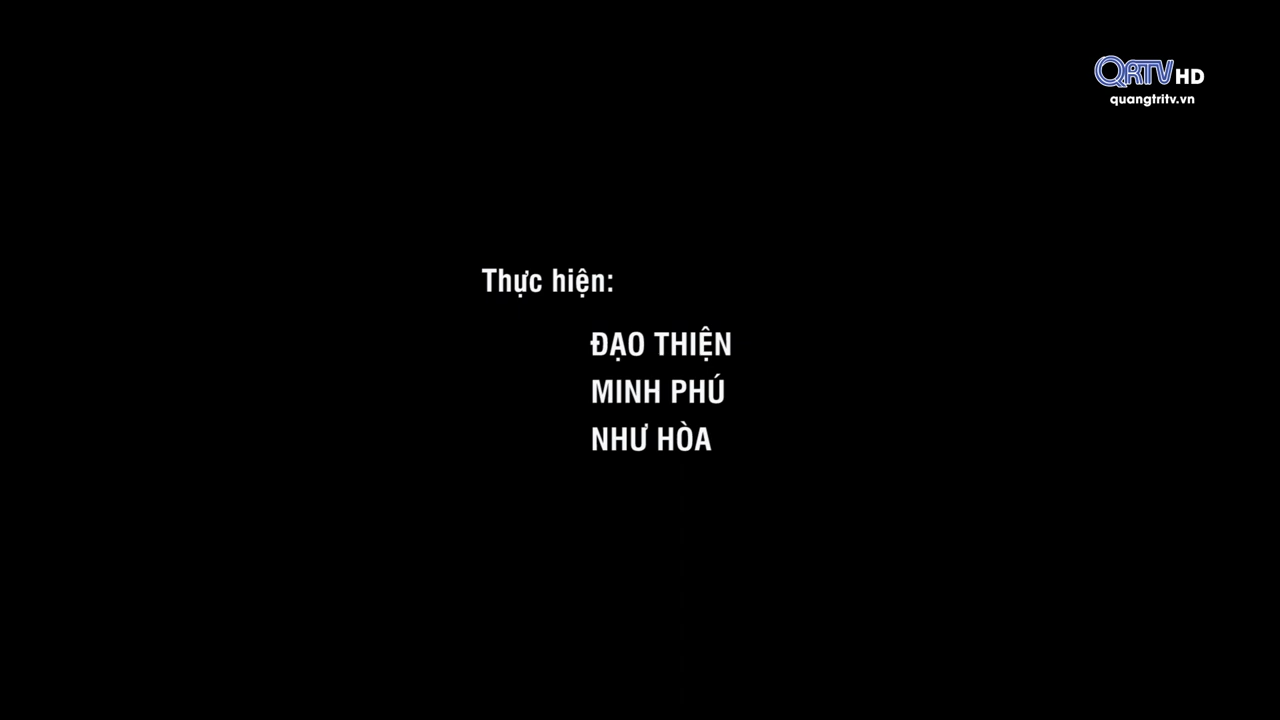 QRTV HD
quangtritv.vn
Thực hiện:
ĐẠO THIỆN
MINH PHÚ
NHƯ HÒA